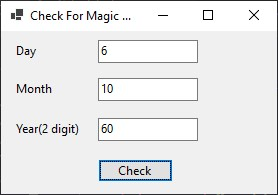 Check For Magic ...
Day 6
Month 10
Year(2 digit) 60
Check